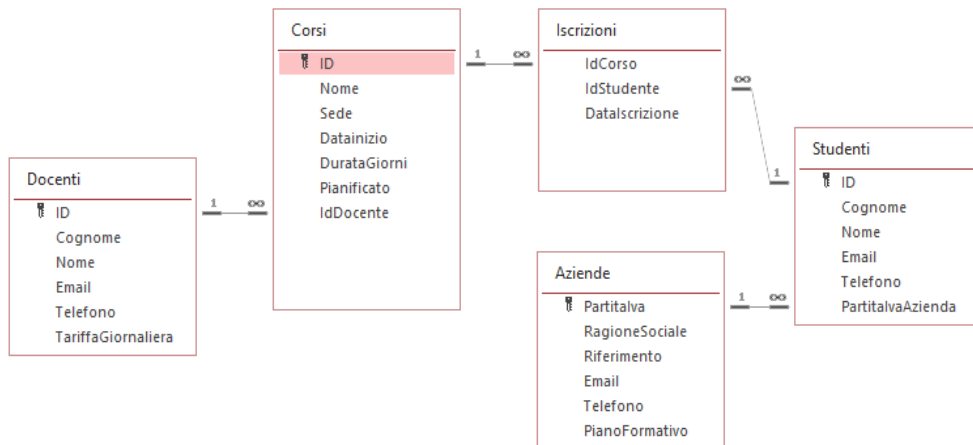 Corsi
ID
Nome
Sede
Datainizio
DurataGiorni
Pianificato
IdDocente
Iscrizioni
IdCorso
IdStudente
DataIscrizione
Docenti
ID
Cognome
Nome
Email
Telefono
TariffaGiornaliera
Studenti
ID
Cognome
Nome
Email
Telefono
PartitaIvaAzienda
Aziende
PartitaIva
RagioneSociale
Riferimento
Email
Telefono
PianoFormativo
1 ∞
1 ∞
∞
1
1 ∞